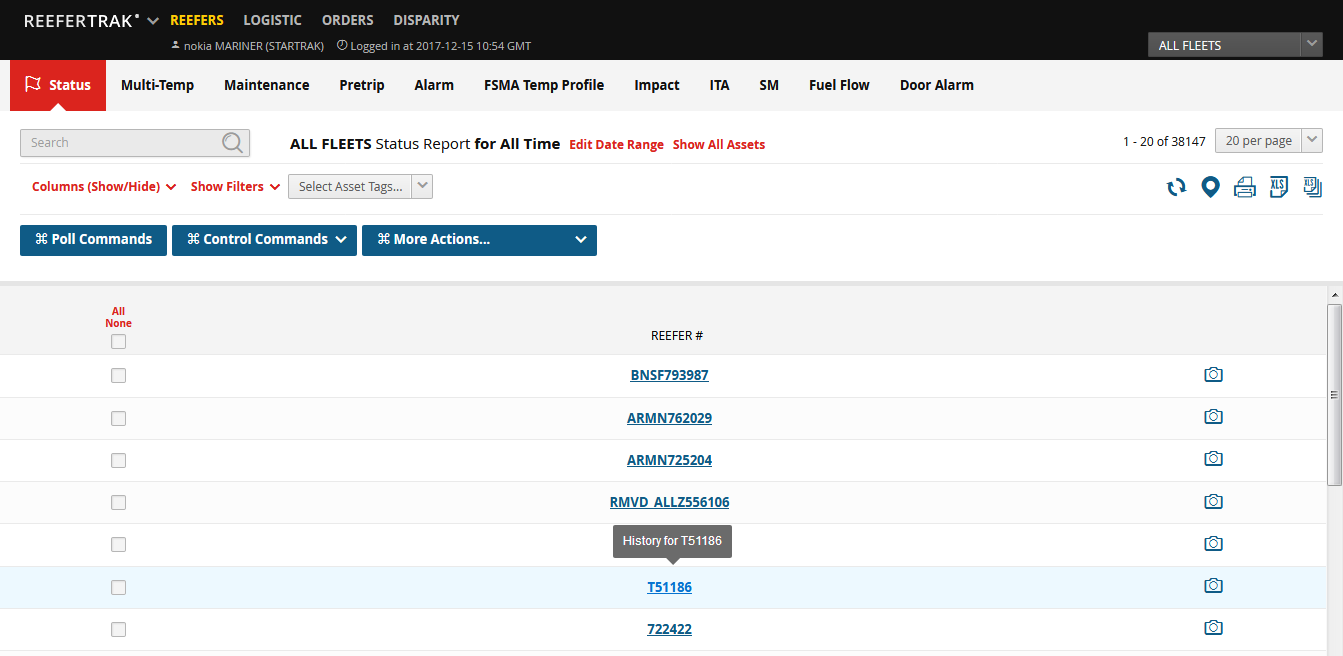 REEFERTRAK REEFERS LOGISTIC ORDERS DISPARITY
nokia MARINER (STARTRAK) Logged in at 2017-12-15 10:54 GMT
ALL FLEETS
Status Multi-Temp Maintenance Pretrip Alarm FSMA Temp Profile Impact ITA SM Fuel Flow Door Alarm
Search ALL FLEETS Status Report for All Time Edit Date Range Show All Assets 1 - 20 of 38147 20 per page
Columns (Show/Hide) Show Filters Select Asset Tags... XLS XLS
⌘ Poll Commands ⌘ Control Commands ⌘ More Actions...
All
None
REEFER #
BNSF793987
ARMN762029
ARMN725204
RMVD_ALLZ556106
History for T51186
T51186
722422